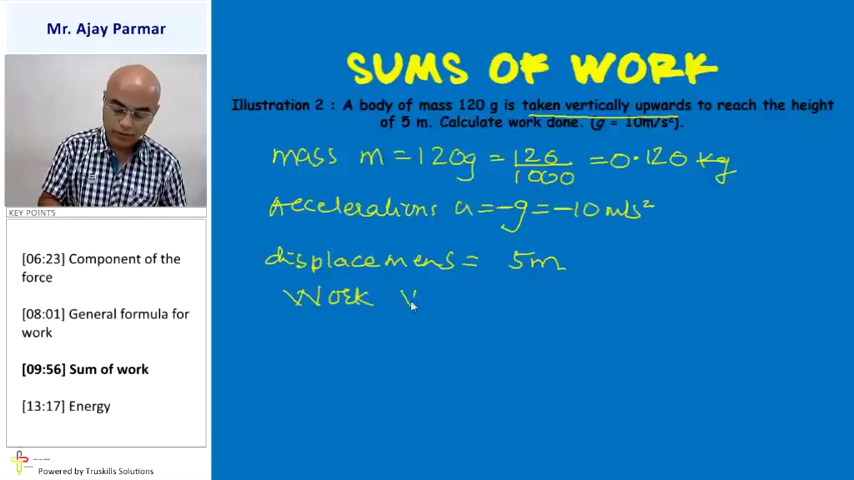 Mr. Ajay Parmar
KEY POINTS
[06:23] Component of the
force
[08:01] General formula for
work
[09:56] Sum of work
[13:17] Energy
Powered by Truskills Solutions
SUMS OF WORK
Illustration 2 : A body of mass 120 g is taken vertically upwards to reach the height
of 5 m. Calculate work done. (g = 10m/s²).
mass m = 120g = 120/1000 = 0.120 kg
Accelerations a = -g = -10 m/s²
displacemens = 5m
Work W